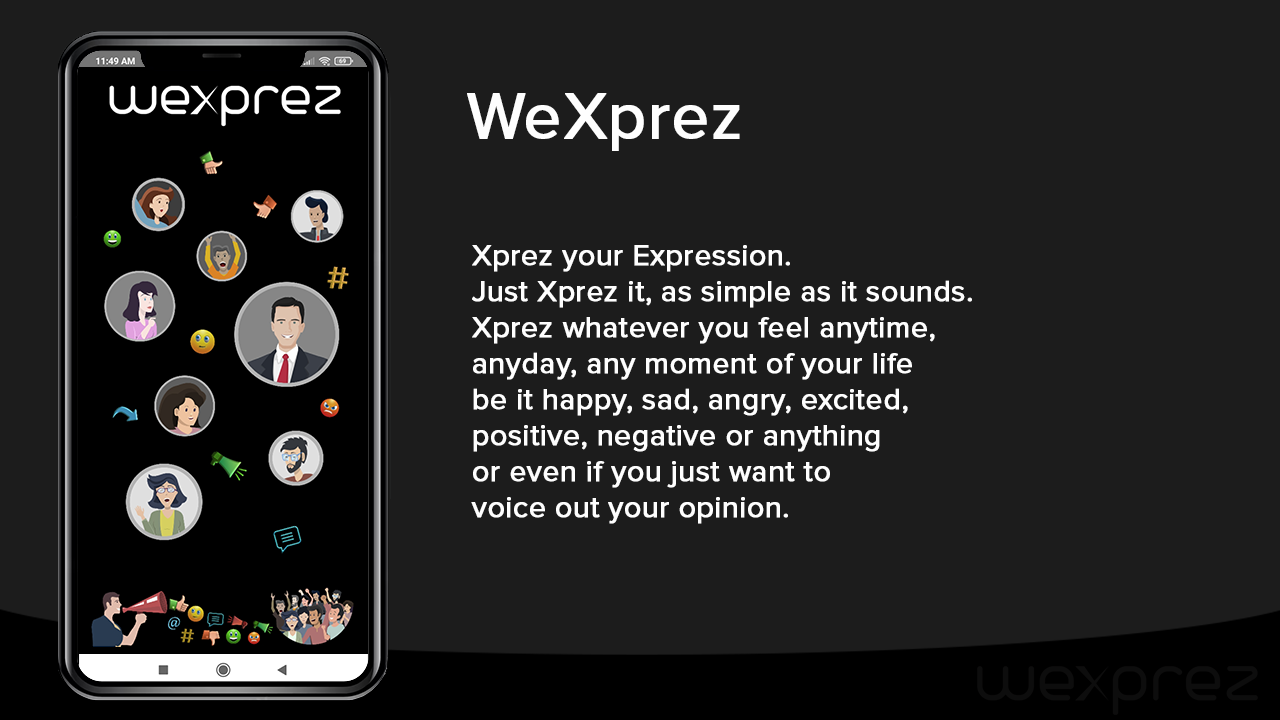 11:49 AM
69
wexprez
#
@
#
WeXprez
Xprez your Expression.
Just Xprez it, as simple as it sounds.
Xprez whatever you feel anytime,
anyday, any moment of your life
be it happy, sad, angry, excited,
positive, negative or anything
or even if you just want to
voice out your opinion.
wexprez